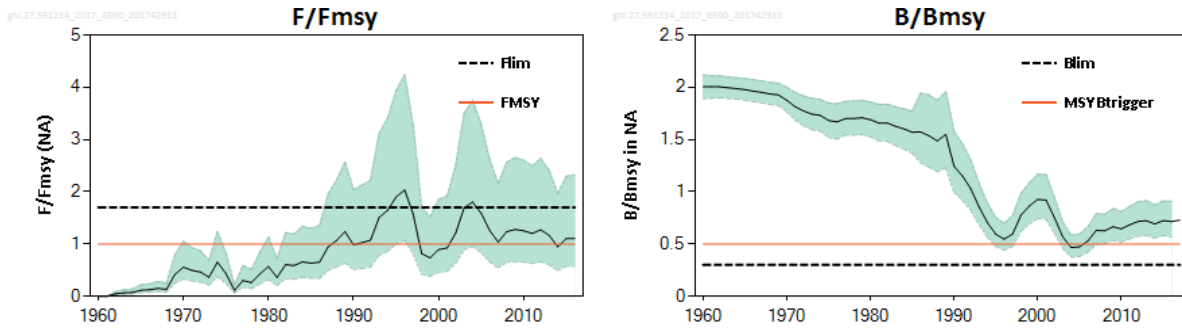 ghl.27.561214_2017_8500_201742913
F/Fmsy
F/Fmsy (NA)
5
4
3
2
1
0
Flim
FMSY
1960 1970 1980 1990 2000 2010
ghl.27.561214_2017_8500_201742913
B/Bmsy
B/Bmsy in NA
2.5
2
1.5
1
0.5
0
Blim
MSYBtrigger
1960 1970 1980 1990 2000 2010